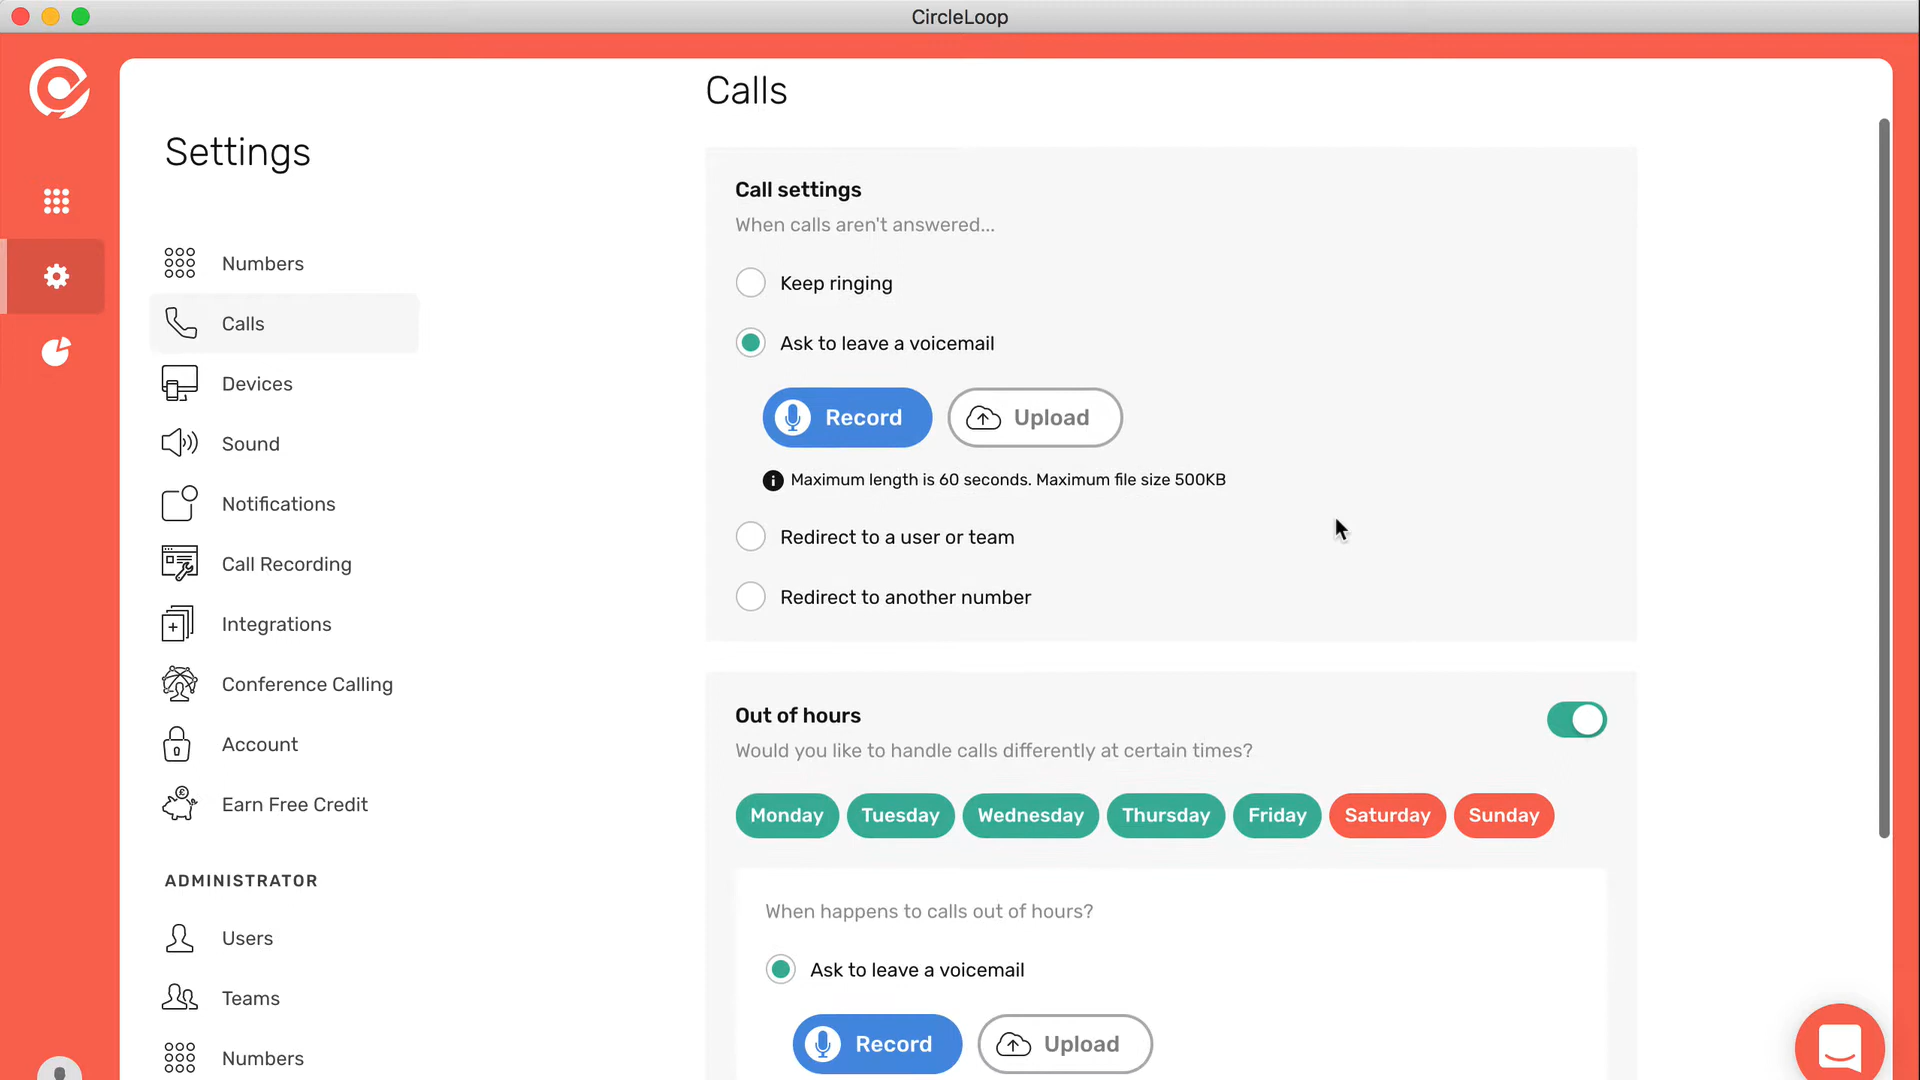 CircleLoop
Settings
Numbers
Calls
Devices
Sound
Notifications
Call Recording
Integrations
Conference Calling
Account
Earn Free Credit
ADMINISTRATOR
Users
Teams
Numbers
Calls
Call settings
When calls aren't answered...
Keep ringing
Ask to leave a voicemail
Record
Upload
Maximum length is 60 seconds. Maximum file size 500KB
Redirect to a user or team
Redirect to another number
Out of hours
Would you like to handle calls differently at certain times?
Monday Tuesday Wednesday Thursday Friday Saturday Sunday
When happens to calls out of hours?
Ask to leave a voicemail
Record
Upload